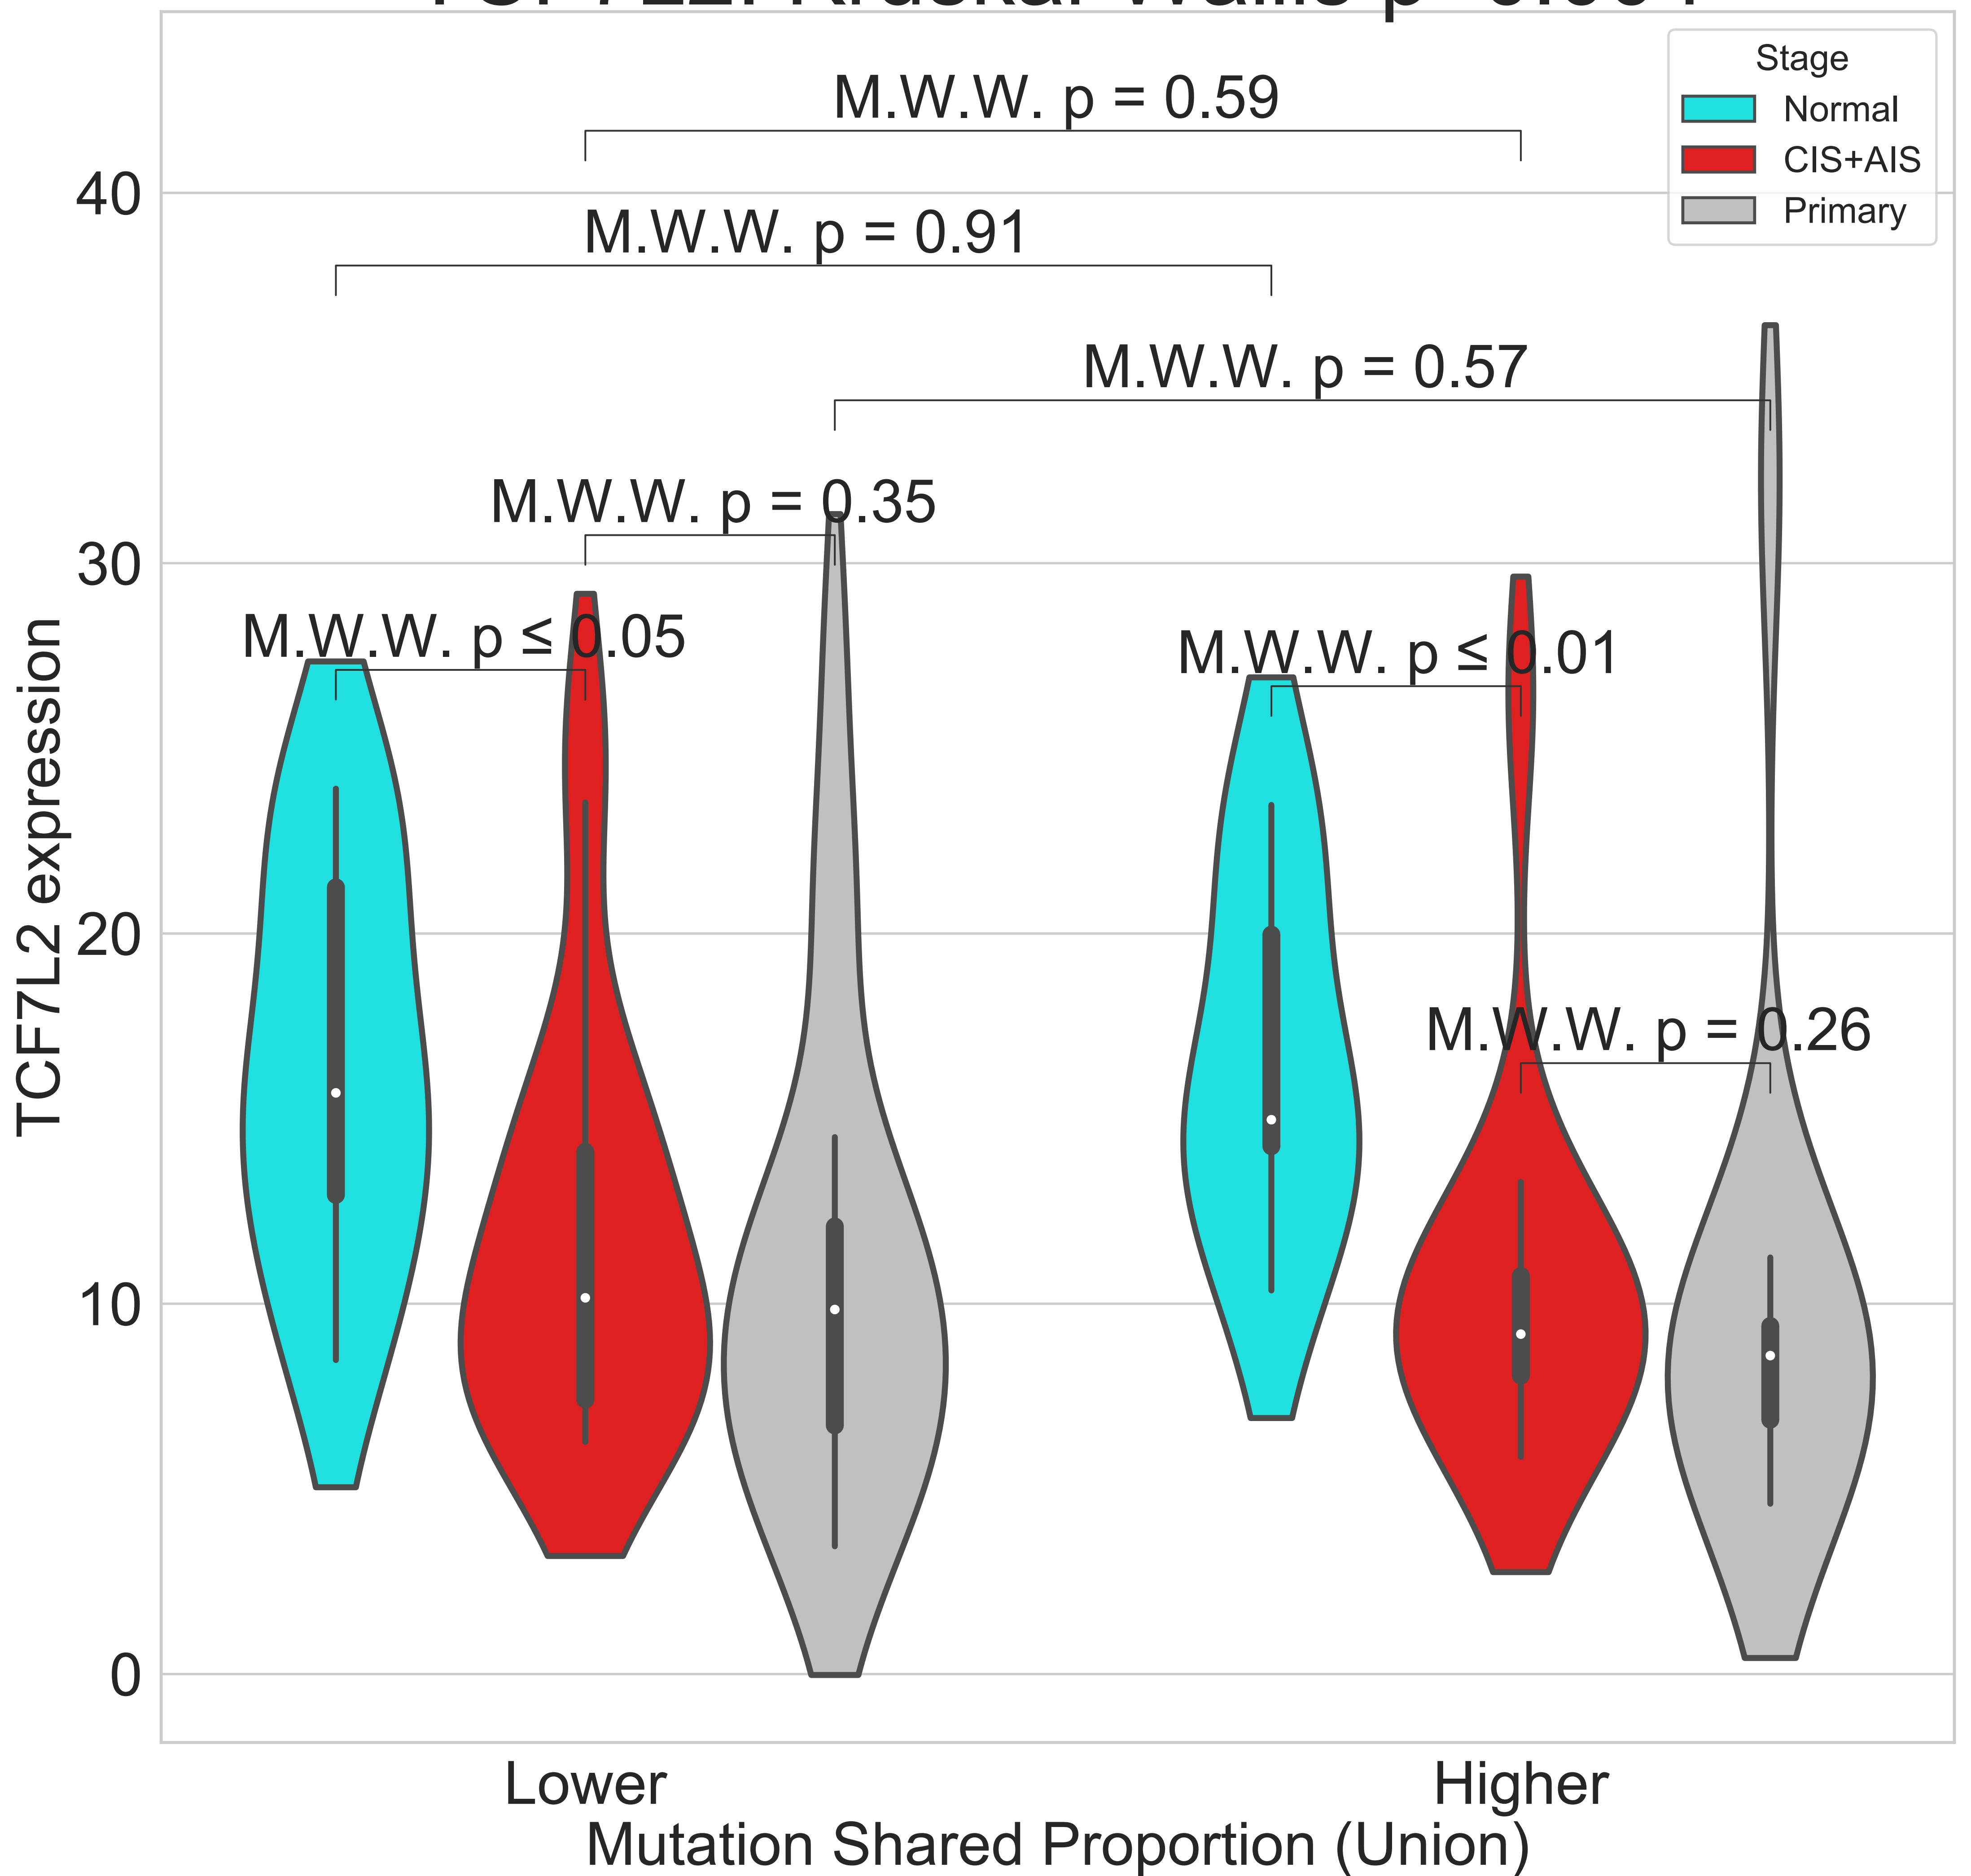 Stage
Normal
CIS+AIS
Primary
M.W.W. p = 0.59
M.W.W. p = 0.91
M.W.W. p = 0.57
M.W.W. p = 0.35
M.W.W. p ≤ 0.05
M.W.W. p ≤ 0.01
M.W.W. p = 0.26
40
30
20
10
0
TCF7L2 expression
Lower
Higher
Mutation Shared Proportion (Union)